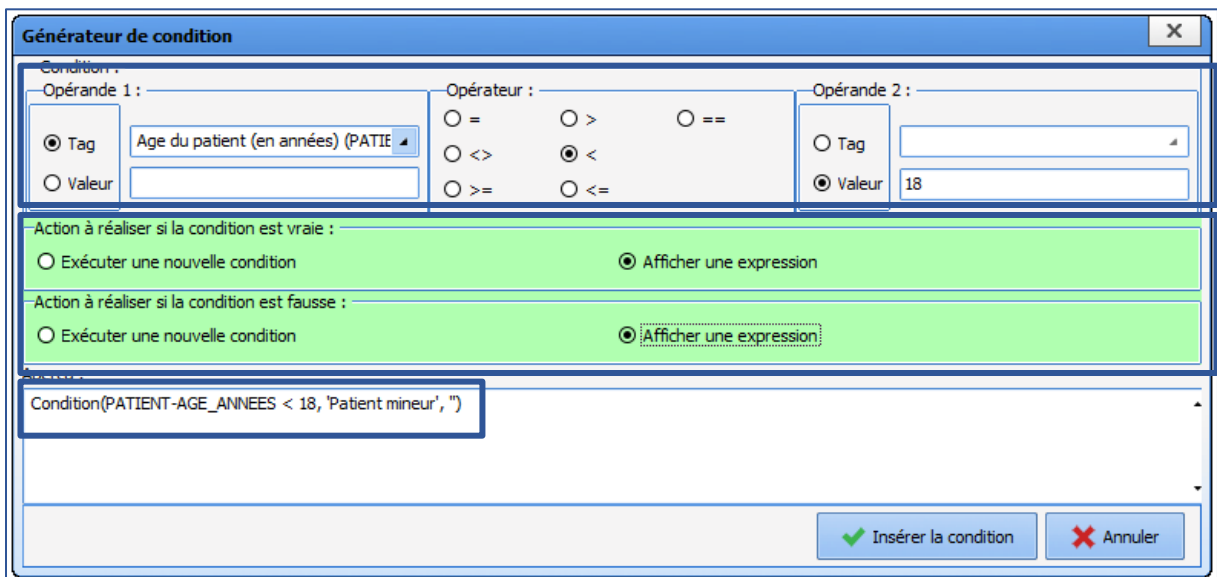 Générateur de condition
Condition :
Opérande 1 :
Opérateur :
Opérande 2 :
Tag
Age du patient (en années) (PATIE
Valeur
=
>
==
<>
<
>=
<=
Tag
Valeur
18
Action à réaliser si la condition est vraie :
Exécuter une nouvelle condition
Afficher une expression
Action à réaliser si la condition est fausse :
Exécuter une nouvelle condition
Afficher une expression
Aperçu :
Condition(PATIENT-AGE_ANNEES < 18, 'Patient mineur', '')
Insérer la condition
Annuler